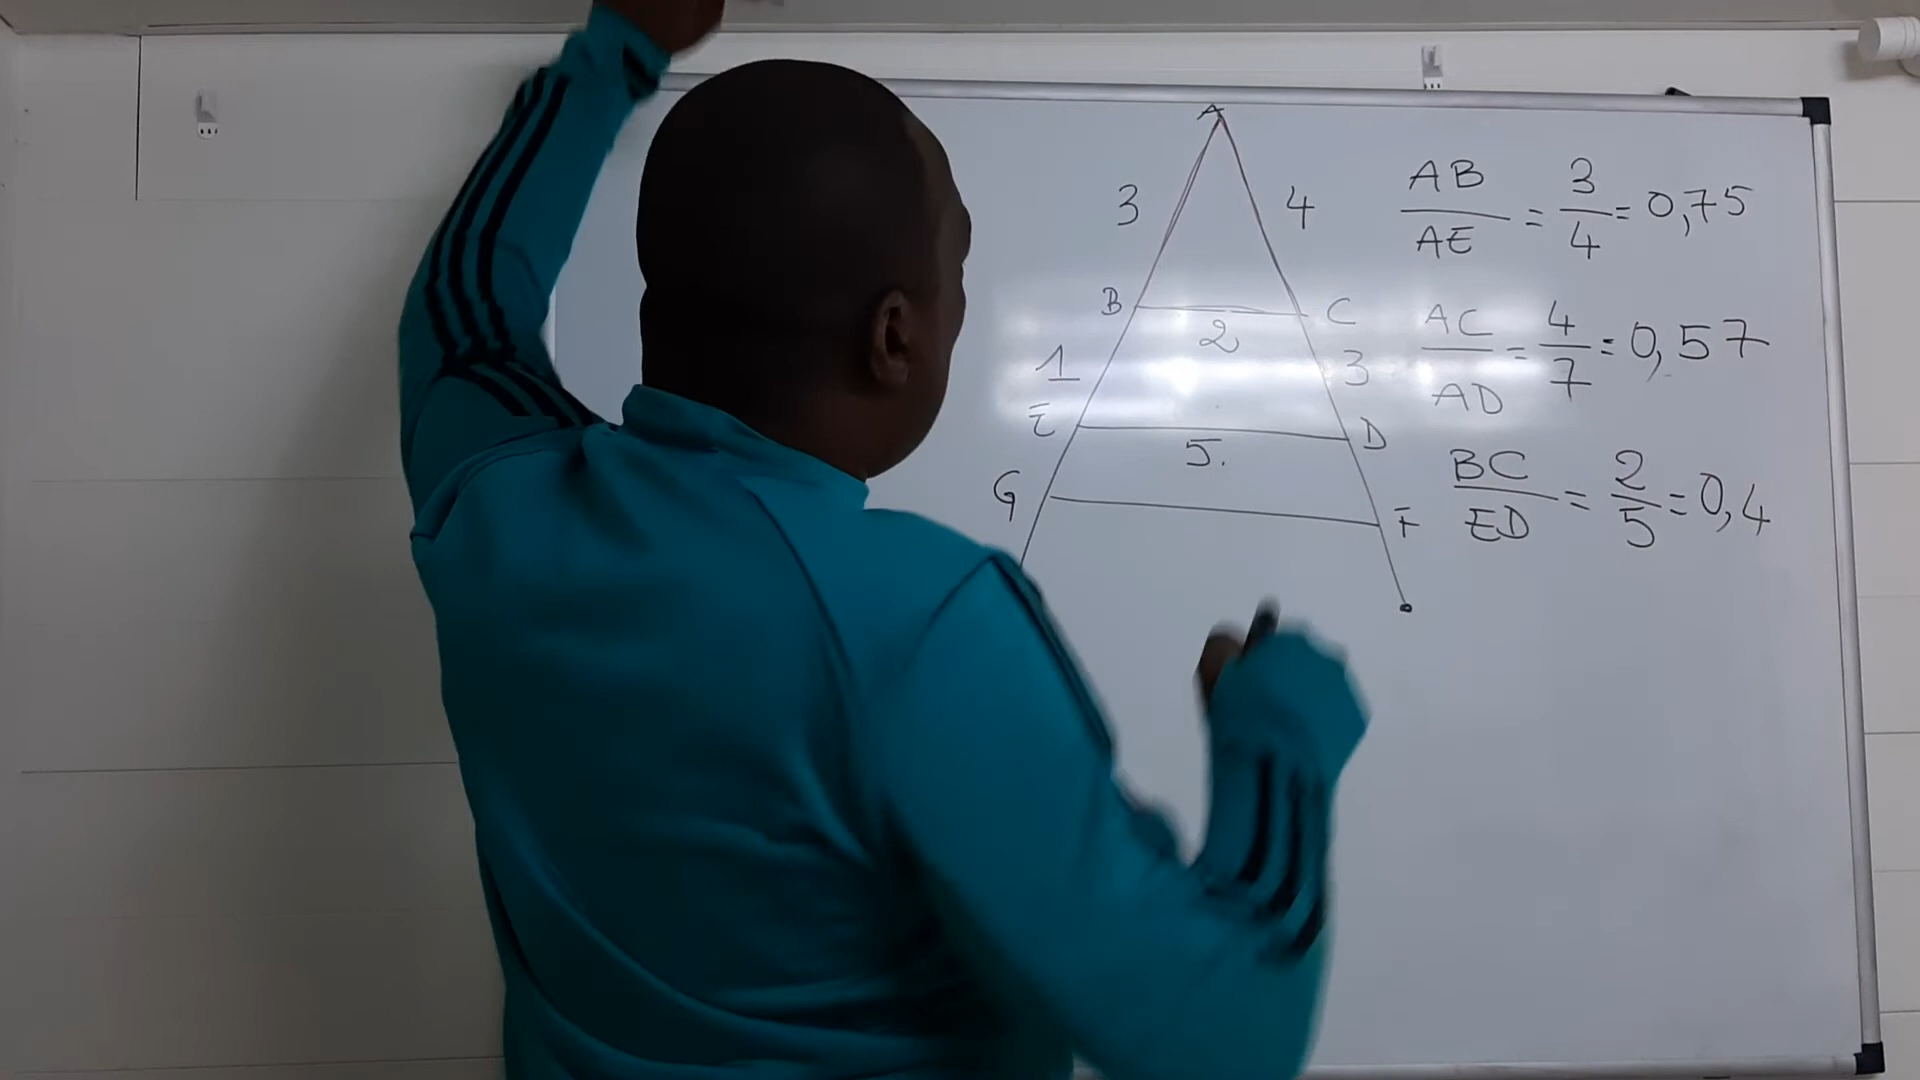 A
3
4
B
C
2
1
3
E
D
5.
G
F
AB/AE = 3/4 = 0,75
AC/AD = 4/7 = 0,57
BC/ED = 2/5 = 0,4